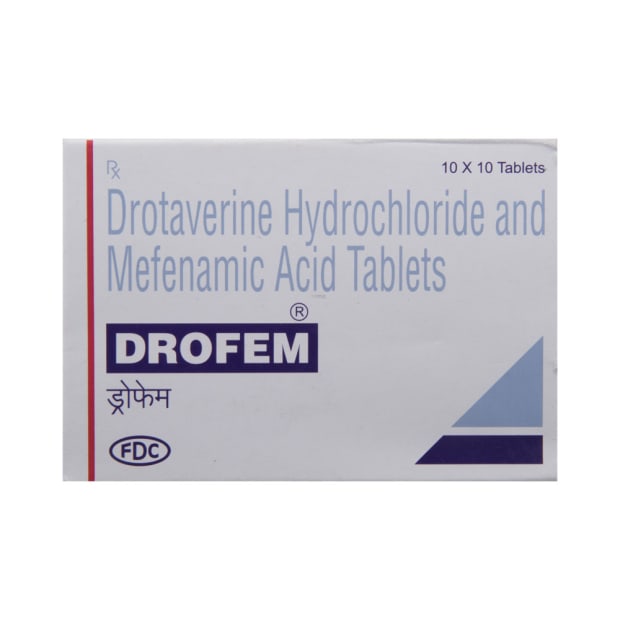 Rx
10 X 10 Tablets
Drotaverine Hydrochloride and
Mefenamic Acid Tablets
DROFEM®
ड्रोफेम
FDC